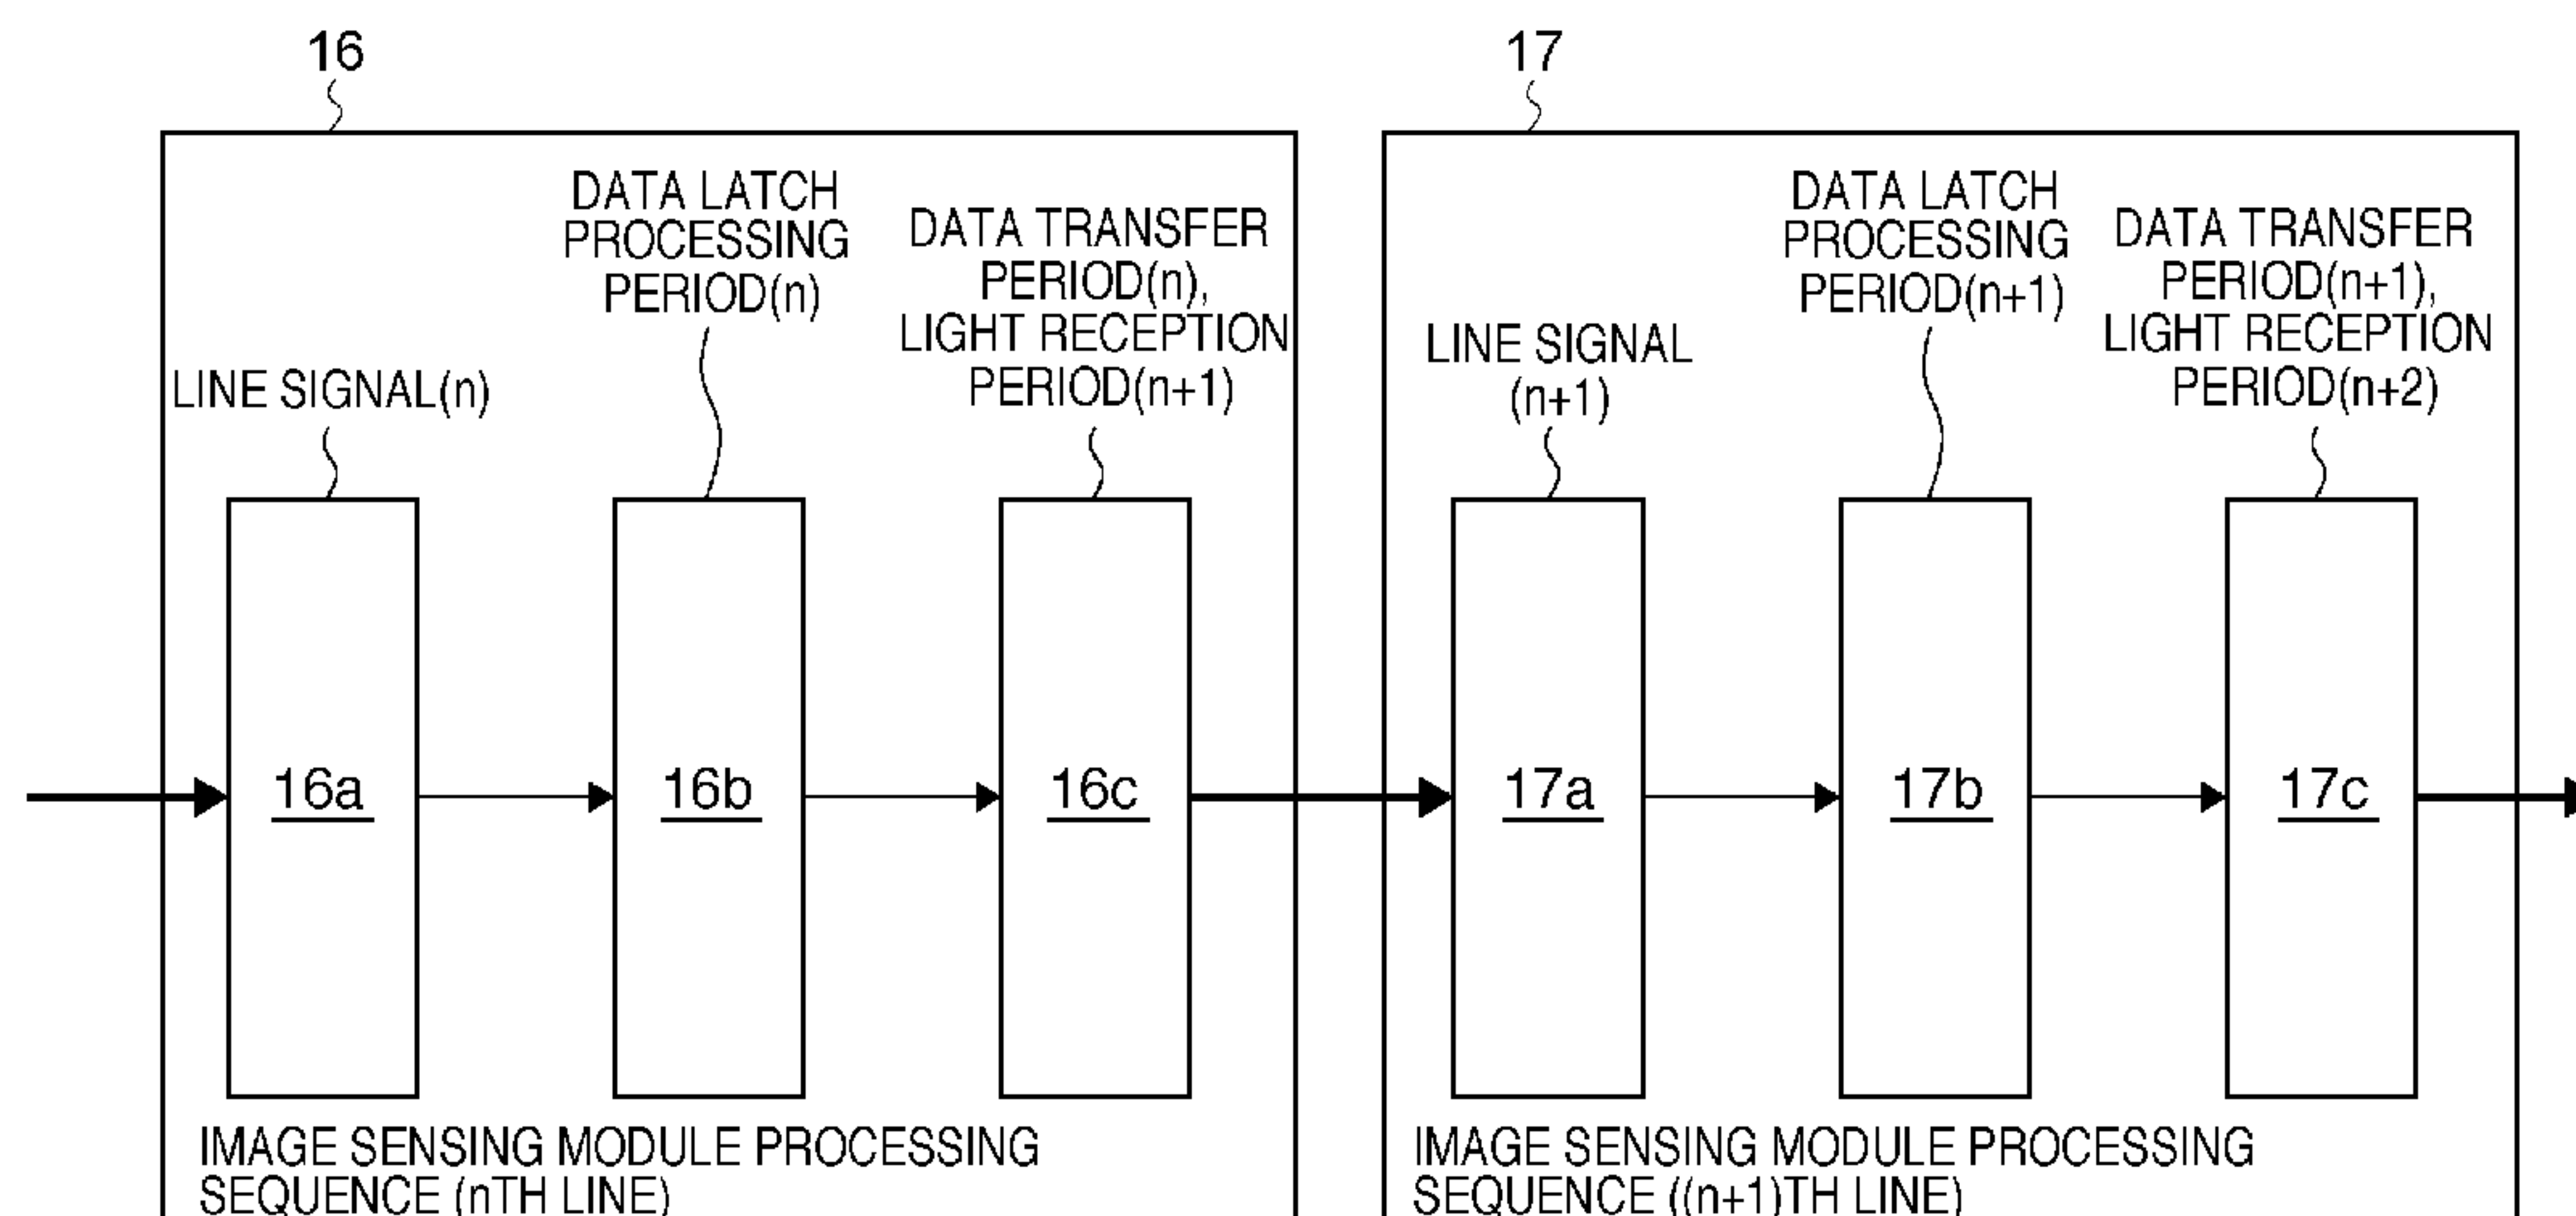 16
DATA LATCH
PROCESSING
PERIOD(n)
DATA TRANSFER
PERIOD(n),
LIGHT RECEPTION
PERIOD(n+1)
LINE SIGNAL(n)
16a
16b
16c
IMAGE SENSING MODULE PROCESSING
SEQUENCE (nTH LINE)
17
DATA LATCH
PROCESSING
PERIOD(n+1)
DATA TRANSFER
PERIOD(n+1),
LIGHT RECEPTION
PERIOD(n+2)
LINE SIGNAL
(n+1)
17a
17b
17c
IMAGE SENSING MODULE PROCESSING
SEQUENCE ((n+1)TH LINE)